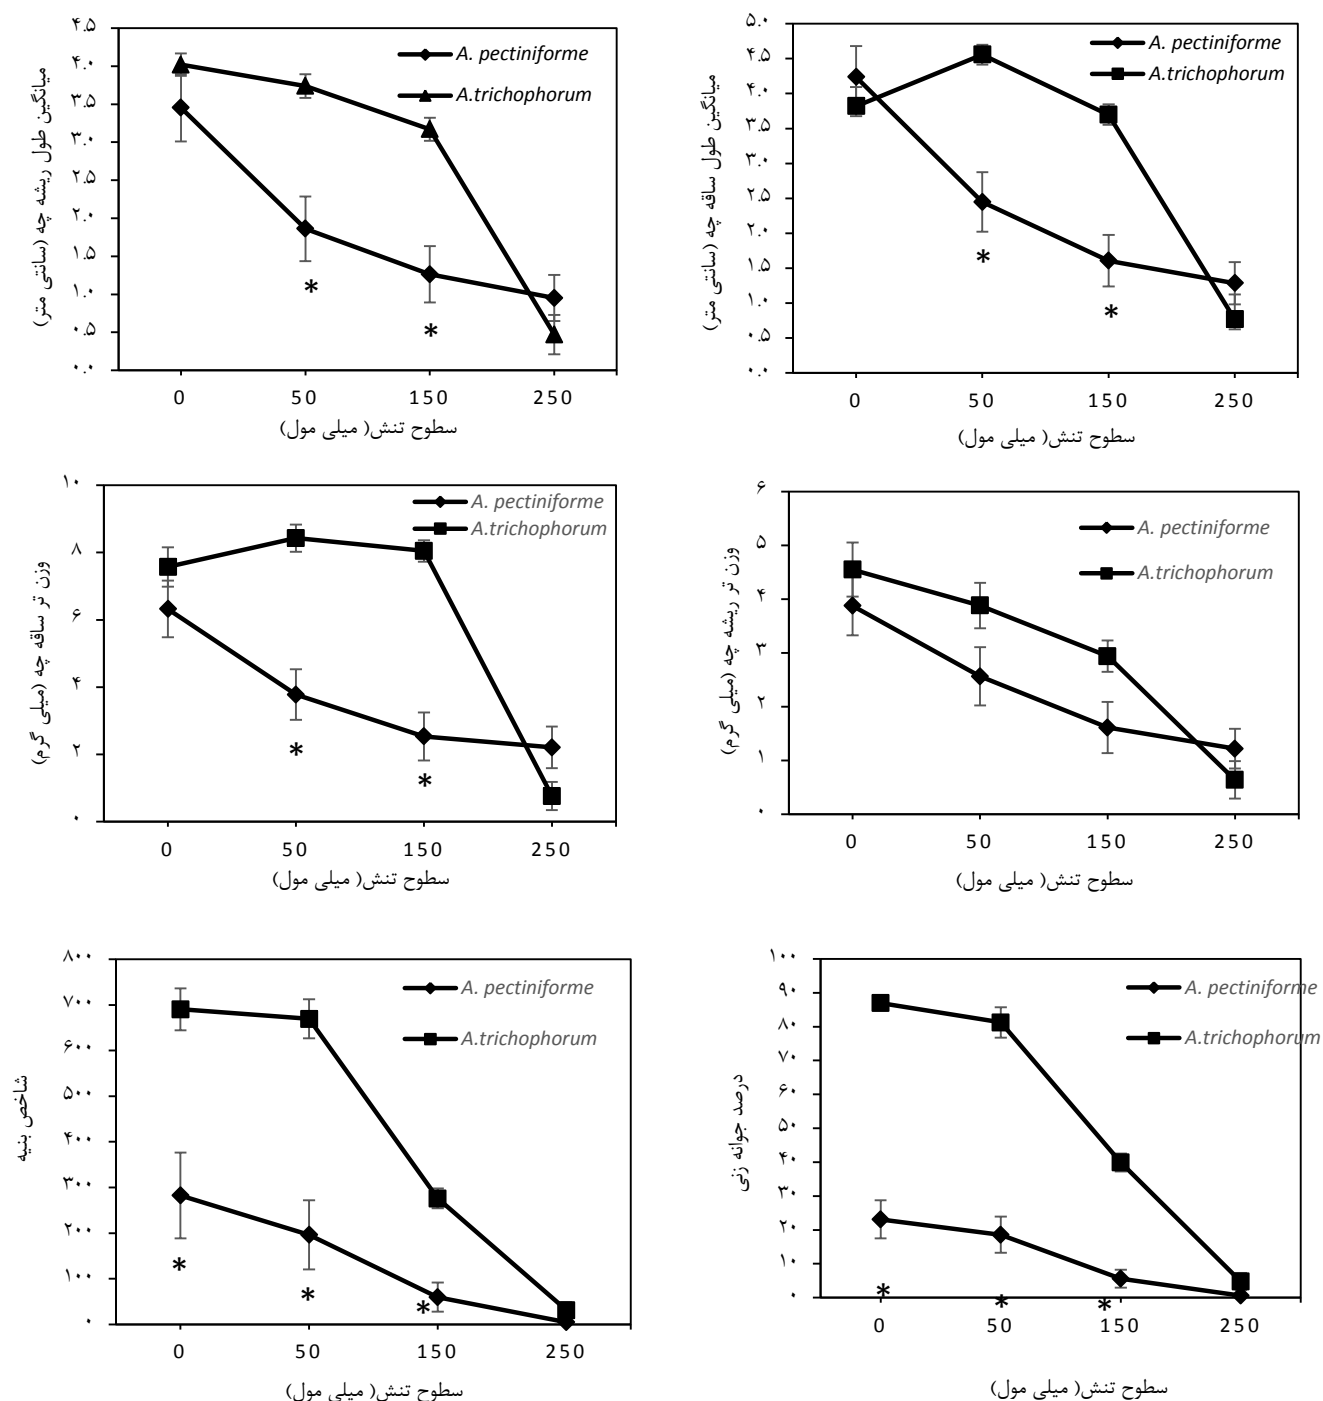 میانگین طول ریشه چه (سانتی متر)
۴.۵
۴.۰
۳.۵
۳.۰
۲.۵
۲.۰
۱.۵
۱.۰
۰.۵
۰.۰
A. pectiniforme
A.trichophorum
*
*
0 50 150 250
سطوح تنش( میلی مول)
میانگین طول ساقه چه (سانتی متر)
۵.۰
۴.۵
۴.۰
۳.۵
۳.۰
۲.۵
۲.۰
۱.۵
۱.۰
۰.۵
۰.۰
A. pectiniforme
A.trichophorum
*
*
0 50 150 250
سطوح تنش( میلی مول)
وزن تر ساقه چه (میلی گرم)
۱۰
۸
۶
۴
۲
۰
A. pectiniforme
A.trichophorum
*
*
0 50 150 250
سطوح تنش( میلی مول)
وزن تر ریشه چه (میلی گرم)
۶
۵
۴
۳
۲
۱
۰
A. pectiniforme
A.trichophorum
0 50 150 250
سطوح تنش( میلی مول)
شاخص بنیه
۸۰۰
۷۰۰
۶۰۰
۵۰۰
۴۰۰
۳۰۰
۲۰۰
۱۰۰
۰
A. pectiniforme
A.trichophorum
*
*
*
0 50 150 250
سطوح تنش( میلی مول)
درصد جوانه زنی
۱۰۰
۹۰
۸۰
۷۰
۶۰
۵۰
۴۰
۳۰
۲۰
۱۰
۰
A. pectiniforme
A.trichophorum
*
*
*
0 50 150 250
سطوح تنش( میلی مول)